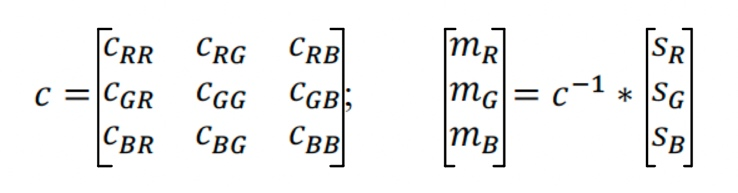 c = [c_RR c_RG c_RB; c_GR c_GG c_GB; c_BR c_BG c_BB]; [m_R; m_G; m_B] = c^−1 * [s_R; s_G; s_B]